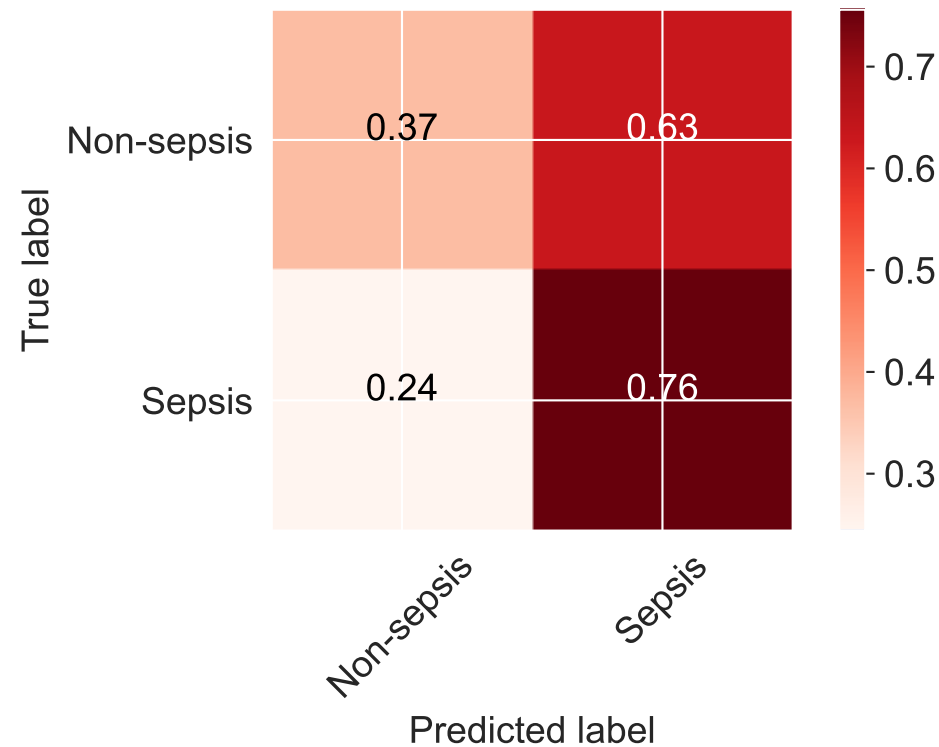 True label
Non-sepsis
0.37 0.63
Sepsis
0.24 0.76
Non-sepsis Sepsis
Predicted label
0.7
0.6
0.5
0.4
0.3